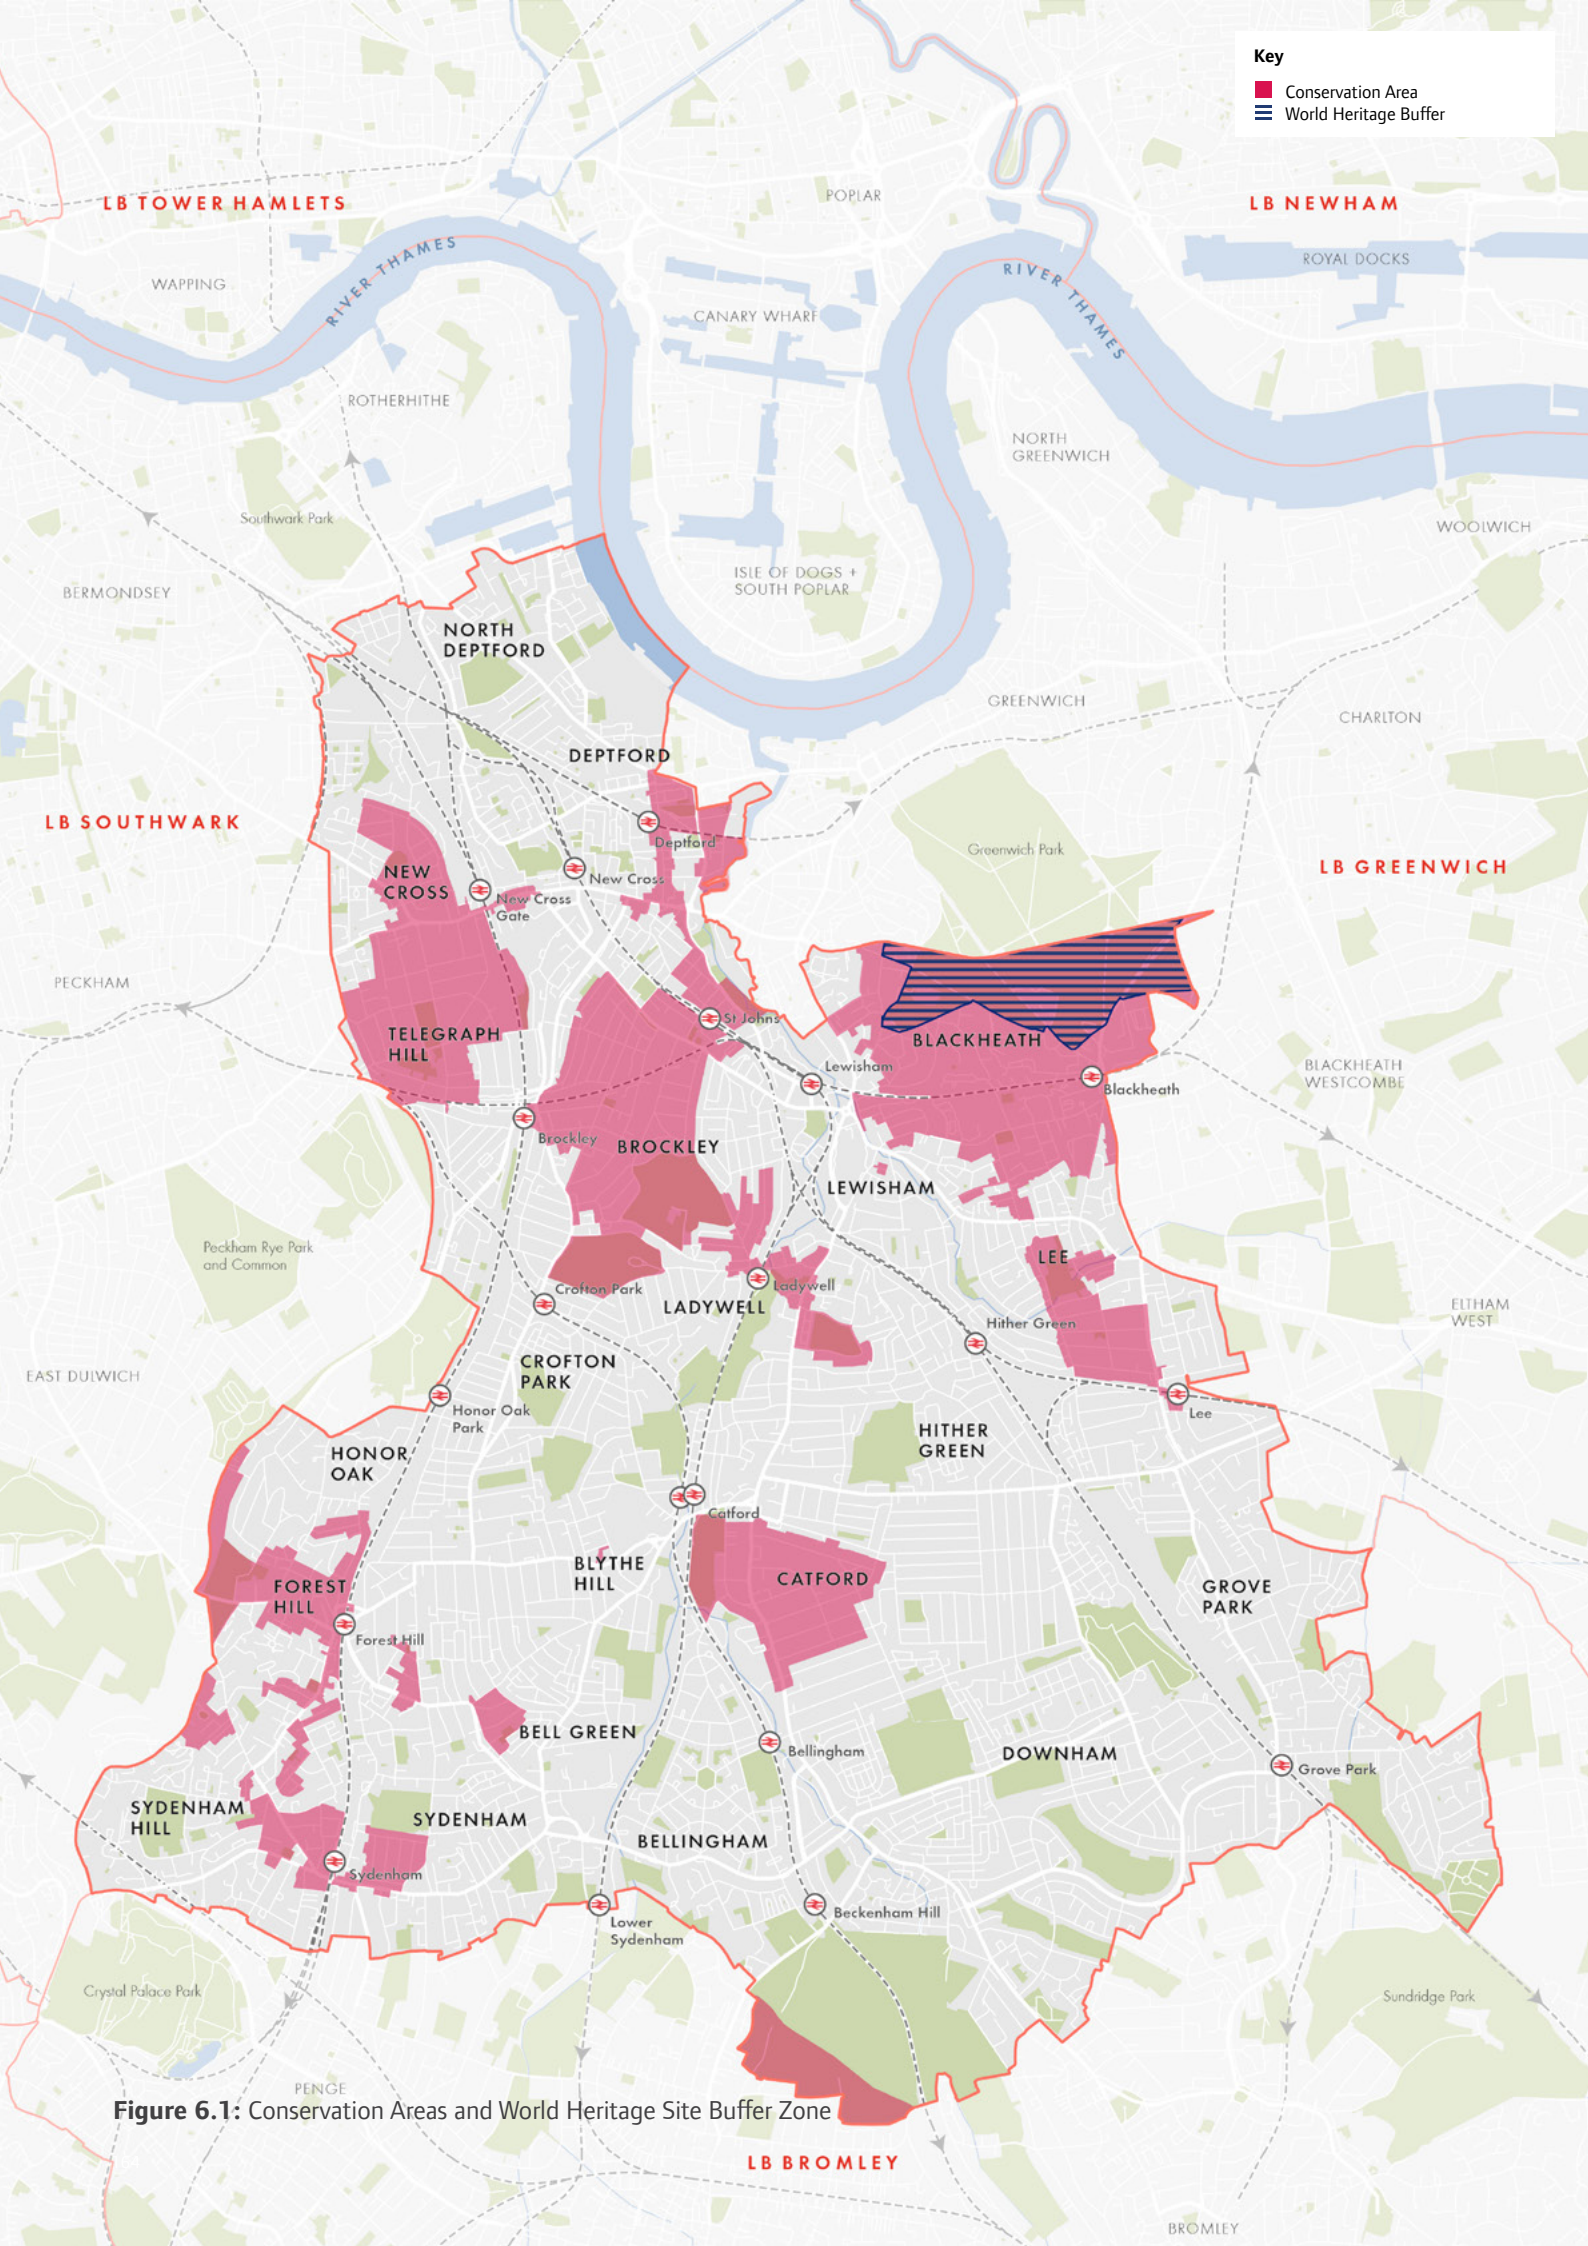 Key
Conservation Area
World Heritage Buffer
LB TOWER HAMLETS
POPLAR
LB NEWHAM
RIVER THAMES
ROYAL DOCKS
RIVER THAMES
WAPPING
CANARY WHARF
ROTHERHITHE
NORTH
GREENWICH
Southwark Park
WOOLWICH
ISLE OF DOGS +
SOUTH POPLAR
BERMONDSEY
NORTH
DEPTFORD
GREENWICH
CHARLTON
DEPTFORD
LB SOUTHWARK
Deptford
Greenwich Park
LB GREENWICH
NEW
CROSS
New Cross
New Cross
Gate
PECKHAM
St Johns
TELEGRAPH
HILL
BLACKHEATH
Lewisham
BLACKHEATH
WESTCOMBE
Blackheath
Brockley
BROCKLEY
LEWISHAM
Peckham Rye Park
and Common
LEE
Crofton Park
Ladywell
LADYWELL
ELTHAM
WEST
Hither Green
CROFTON
PARK
EAST DULWICH
Honor Oak
Park
Lee
HITHER
GREEN
HONOR
OAK
Catford
BLYTHE
HILL
CATFORD
FOREST
HILL
GROVE
PARK
Forest Hill
BELL GREEN
Bellingham
DOWNHAM
Grove Park
SYDENHAM
HILL
SYDENHAM
BELLINGHAM
Sydenham
Beckenham Hill
Lower
Sydenham
Crystal Palace Park
Sundridge Park
PENGE
Figure 6.1: Conservation Areas and World Heritage Site Buffer Zone
LB BROMLEY
BROMLEY